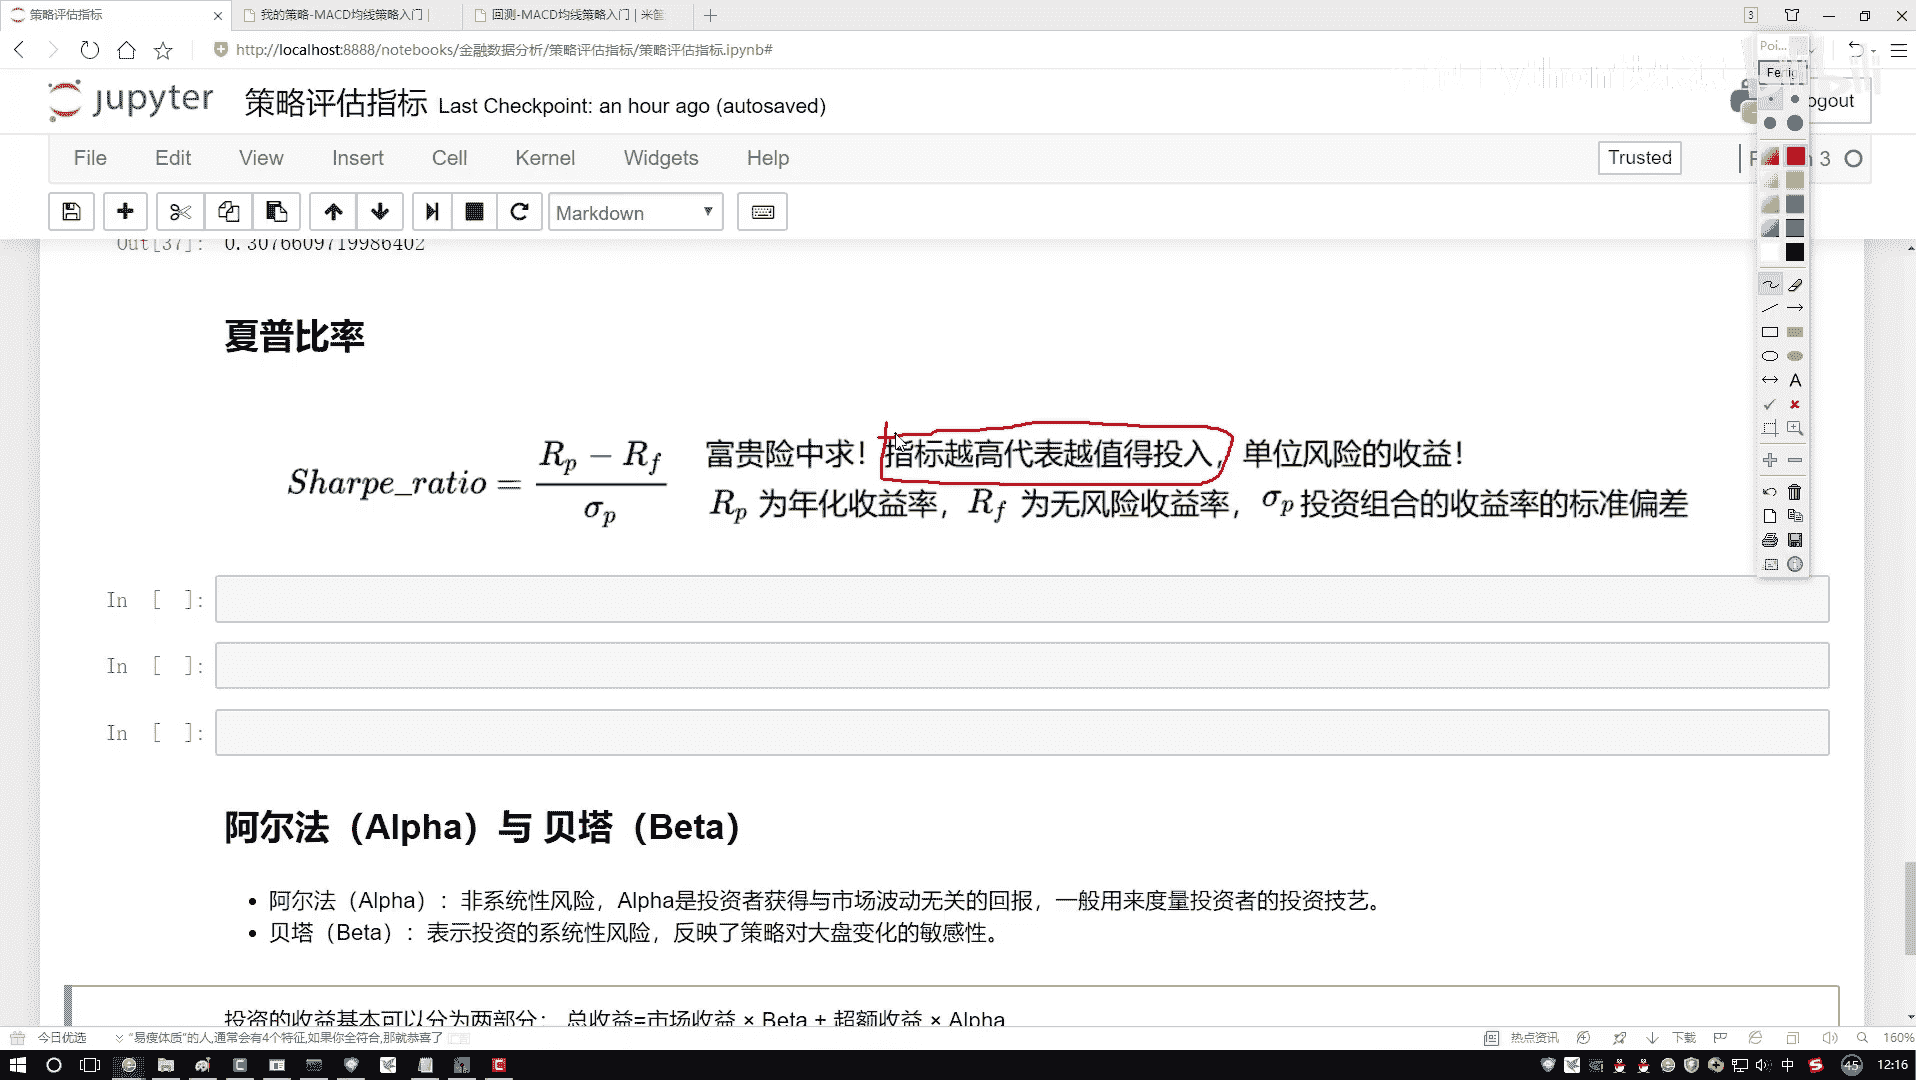 策略评估指标
我的策略-MACD均线策略入门 |
回测-MACD均线策略入门 | 米筐
3
http://localhost:8888/notebooks/金融数据分析/策略评估指标/策略评估指标.ipynb#
Poi...
Fertig
jupyter 策略评估指标 Last Checkpoint: an hour ago (autosaved)
ogout
File Edit View Insert Cell Kernel Widgets Help
Trusted
3
Markdown
Out[37]: 0.3076609719986402
夏普比率
Sharpe_ratio = (R_p − R_f) / σ_p
富贵险中求！指标越高代表越值得投入，单位风险的收益！
R_p 为年化收益率，R_f 为无风险收益率，σ_p 投资组合的收益率的标准偏差
In [ ]:
In [ ]:
In [ ]:
阿尔法（Alpha）与 贝塔（Beta）
• 阿尔法（Alpha）：非系统性风险，Alpha是投资者获得与市场波动无关的回报，一般用来度量投资者的投资技艺。
• 贝塔（Beta）：表示投资的系统性风险，反映了策略对大盘变化的敏感性。
投资的收益基本可以分为两部分： 总收益=市场收益 × Beta + 超额收益 × Alpha
今日优选
“易瘦体质”的人,通常会有4个特征,如果你全符合,那就恭喜了
热点资讯
下载
160%
中
45
12:16